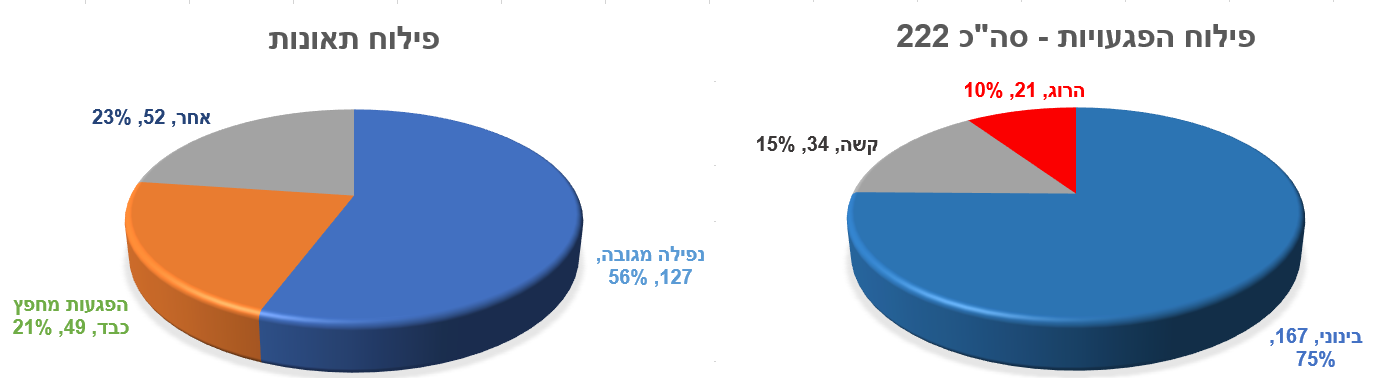 פילוח הפגעויות - סה"כ 222
הרוג, 21, 10%
קשה, 34, 15%
בינוני, 167,
75%
פילוח תאונות
אחר, 52, 23%
נפילה מגובה,
127, 56%
הפגעות מחפץ
כבד, 49, 21%